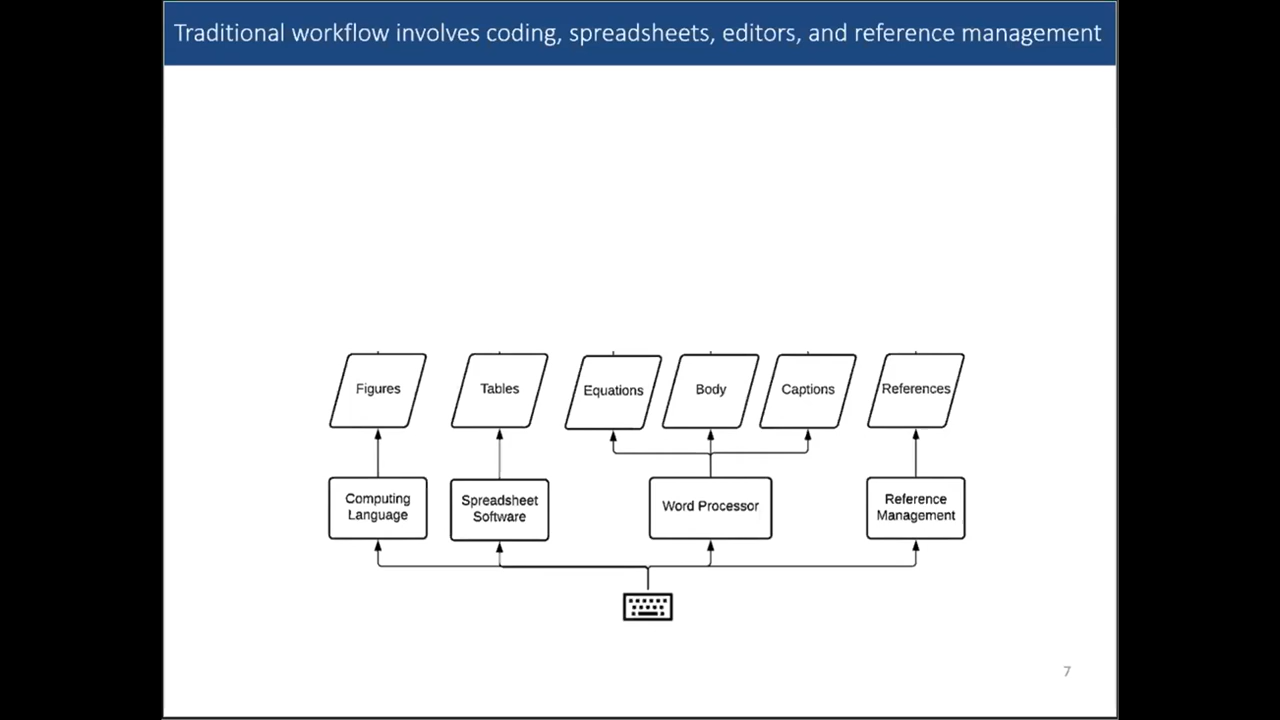 Traditional workflow involves coding, spreadsheets, editors, and reference management
Figures
Tables
Equations
Body
Captions
References
Computing
Language
Spreadsheet
Software
Word Processor
Reference
Management
7